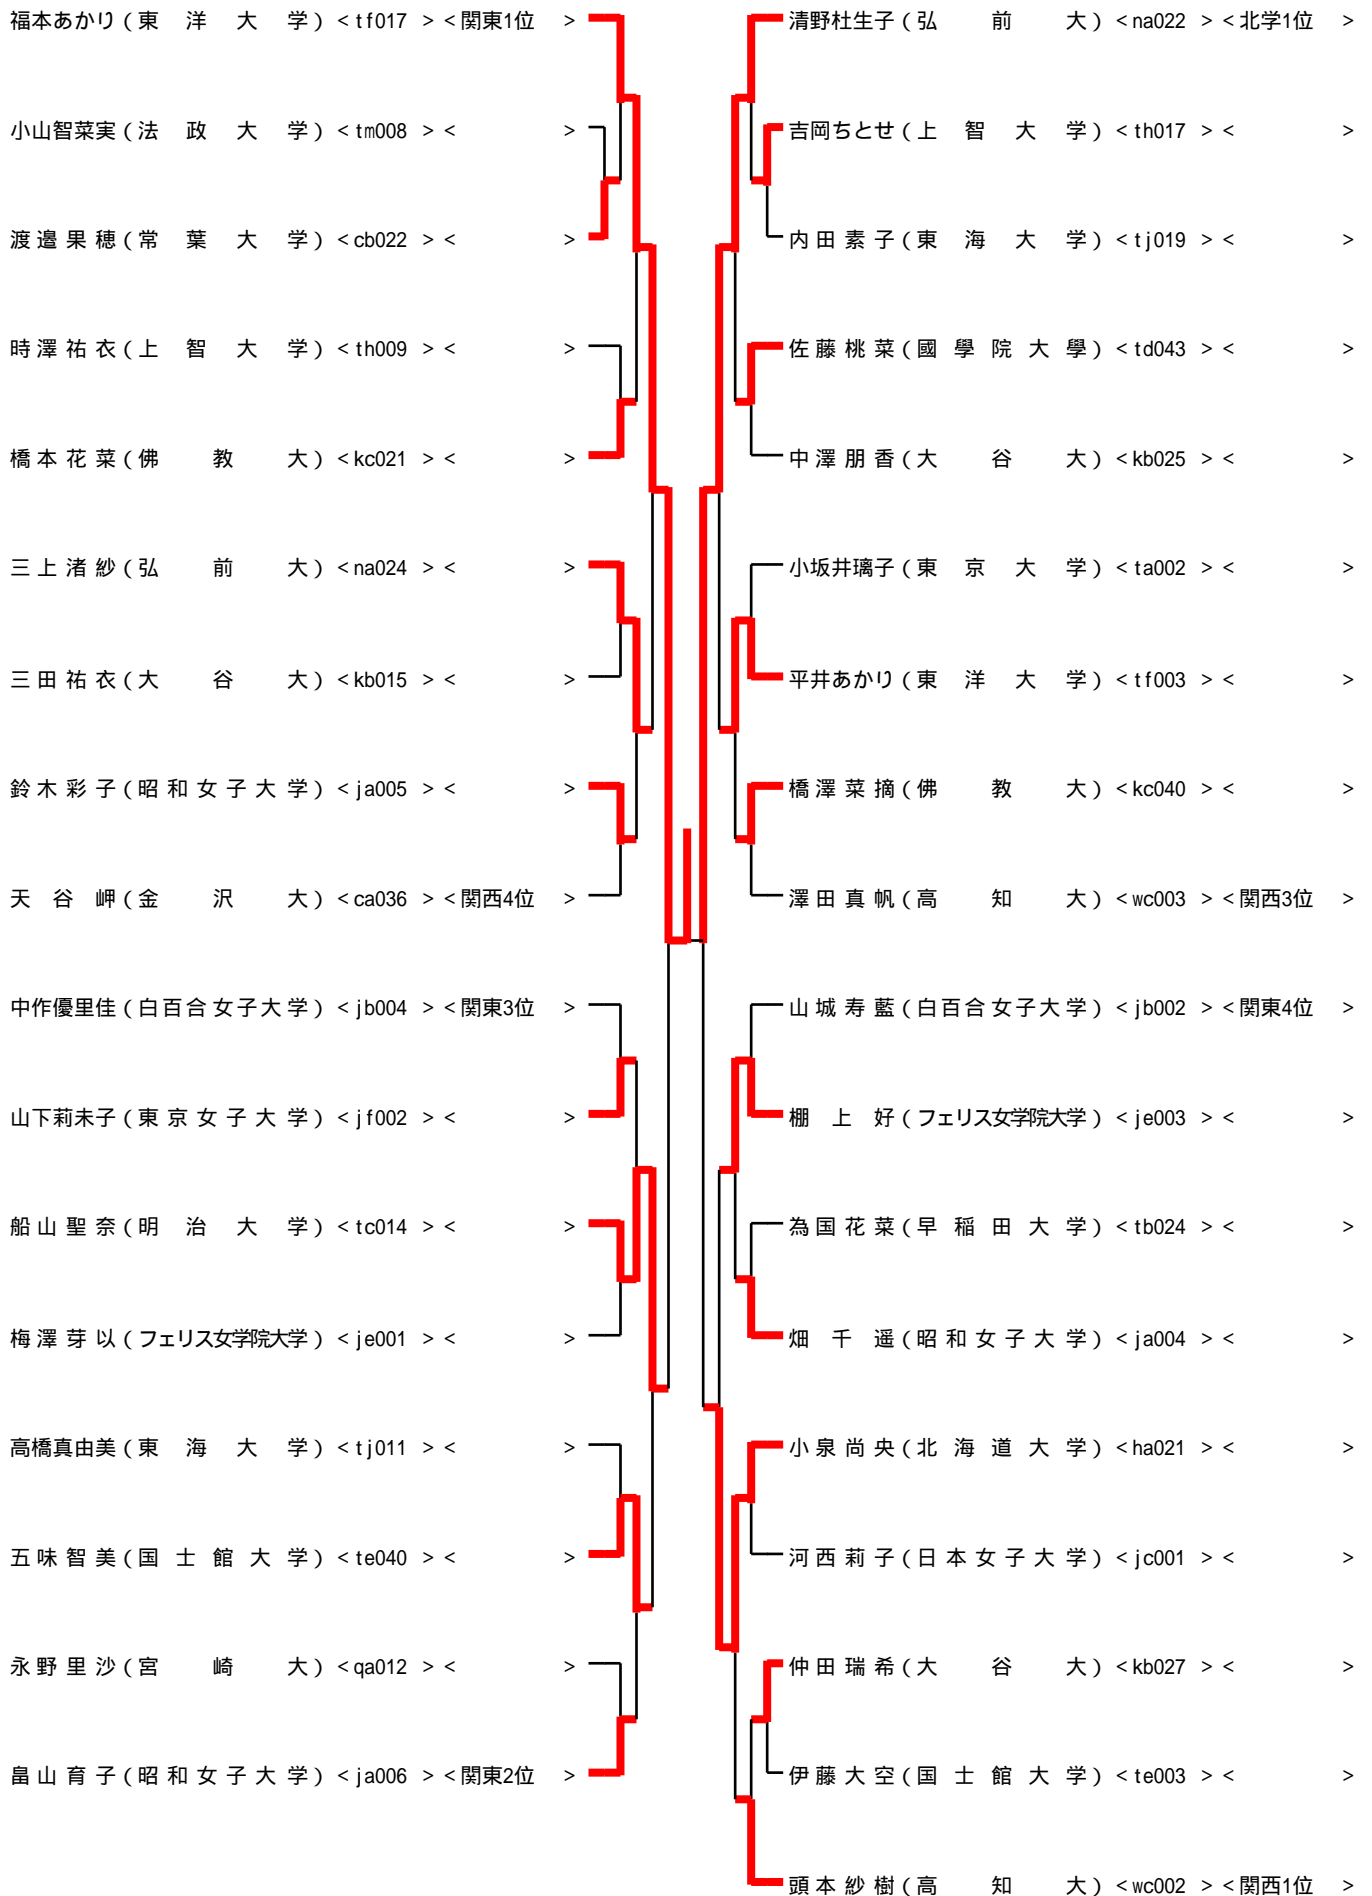 福本あかり(東洋大学)<tf017><関東1位>
小山智菜実(法政大学)<tm008><>
渡邉果穂(常葉大学)<cb022><>
時澤祐衣(上智大学)<th009><>
橋本花菜(佛教大)<kc021><>
三上渚紗(弘前大)<na024><>
三田祐衣(大谷大)<kb015><>
鈴木彩子(昭和女子大学)<ja005><>
天谷岬(金沢大)<ca036><関西4位>
中作優里佳(白百合女子大学)<jb004><関東3位>
山下莉未子(東京女子大学)<jf002><>
船山聖奈(明治大学)<tc014><>
梅澤芽以(フェリス女学院大学)<je001><>
高橋真由美(東海大学)<tj011><>
五味智美(国士館大学)<te040><>
永野里沙(宮崎大)<qa012><>
畠山育子(昭和女子大学)<ja006><関東2位>
清野杜生子(弘前大)<na022><北学1位>
吉岡ちとせ(上智大学)<th017><>
内田素子(東海大学)<tj019><>
佐藤桃菜(國學院大學)<td043><>
中澤朋香(大谷大)<kb025><>
小坂井璃子(東京大学)<ta002><>
平井あかり(東洋大学)<tf003><>
橋澤菜摘(佛教大)<kc040><>
澤田真帆(高知大)<wc003><関西3位>
山城寿藍(白百合女子大学)<jb002><関東4位>
棚上好(フェリス女学院大学)<je003><>
為国花菜(早稲田大学)<tb024><>
畑千遥(昭和女子大学)<ja004><>
小泉尚央(北海道大学)<ha021><>
河西莉子(日本女子大学)<jc001><>
仲田瑞希(大谷大)<kb027><>
伊藤大空(国士館大学)<te003><>
頭本紗樹(高知大)<wc002><関西1位>